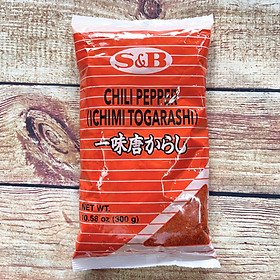 S&B
CHILI PEPPER
(ICHIMI TOGARASHI)
一味唐からし
NET WT.
10.58 oz (300 g)